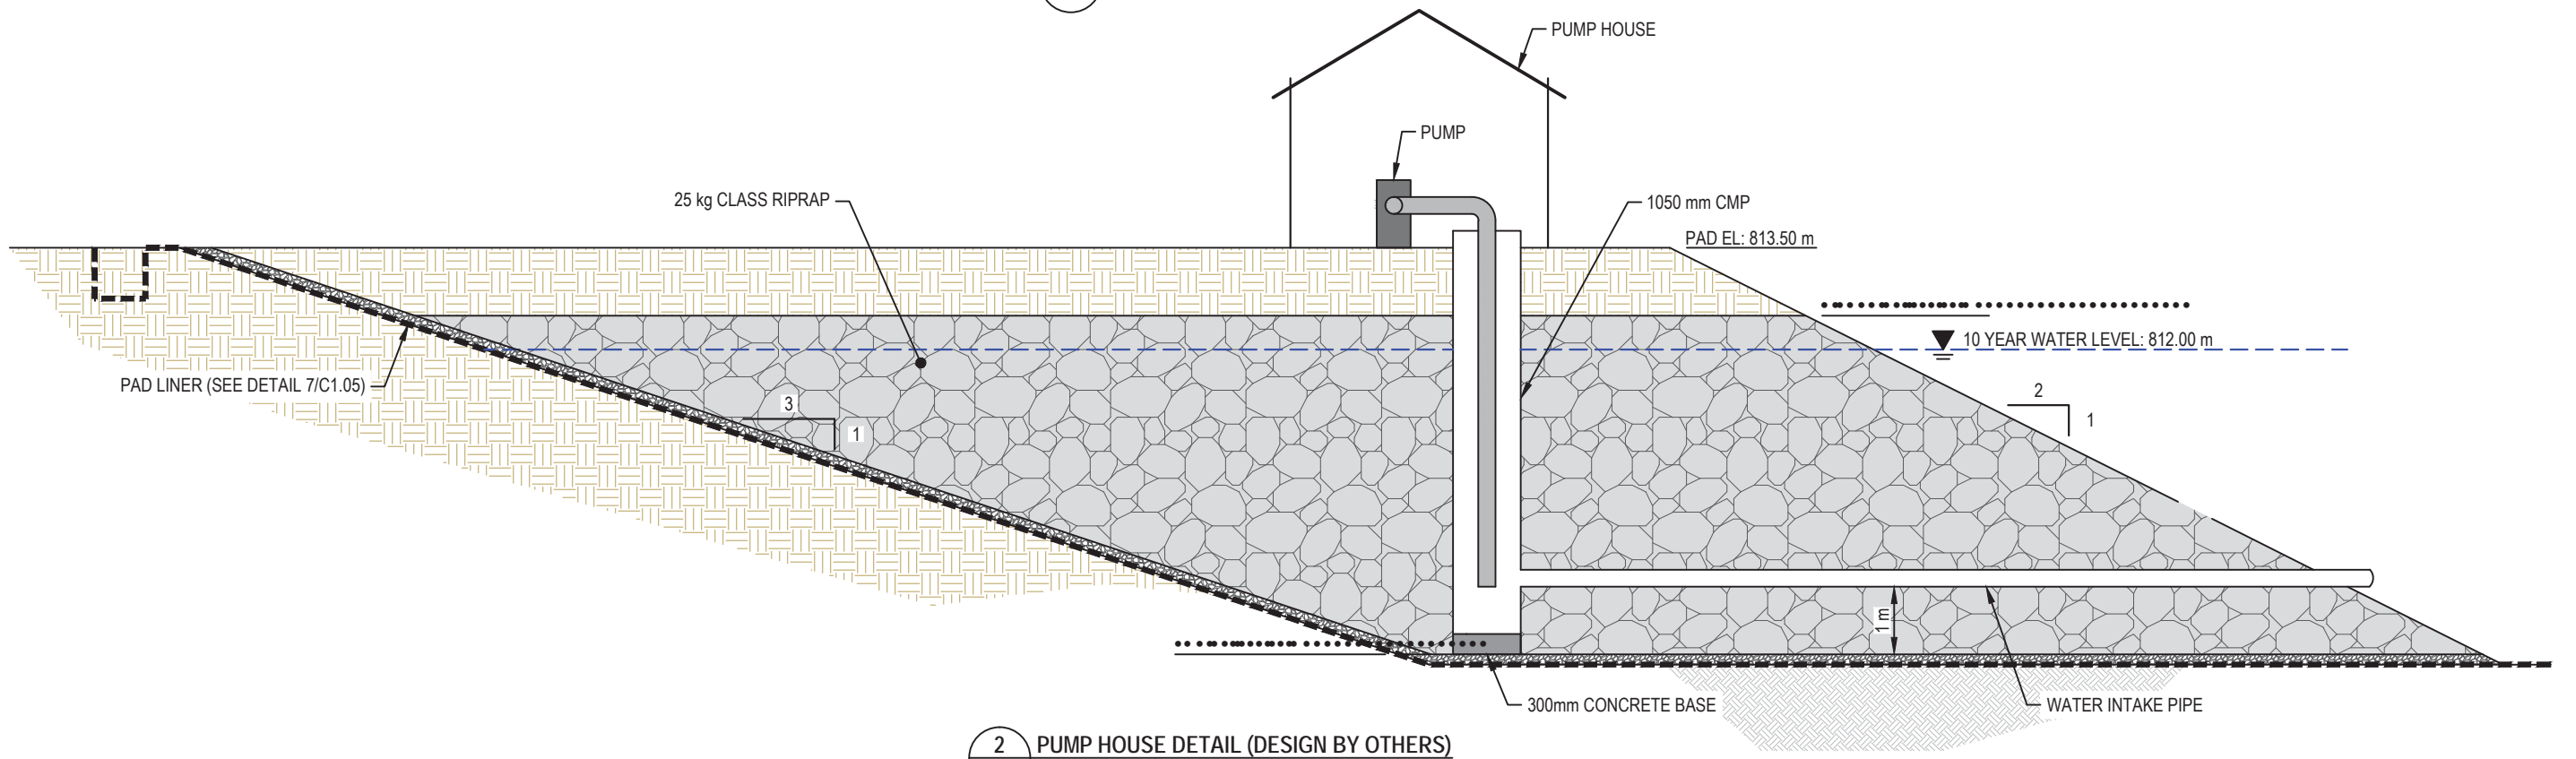 PUMP HOUSE
PUMP
25 kg CLASS RIPRAP
1050 mm CMP
PAD EL: 813.50 m
10 YEAR WATER LEVEL: 812.00 m
PAD LINER (SEE DETAIL 7/C1.05)
3
1
2
1
1 m
300mm CONCRETE BASE
WATER INTAKE PIPE
2 PUMP HOUSE DETAIL (DESIGN BY OTHERS)